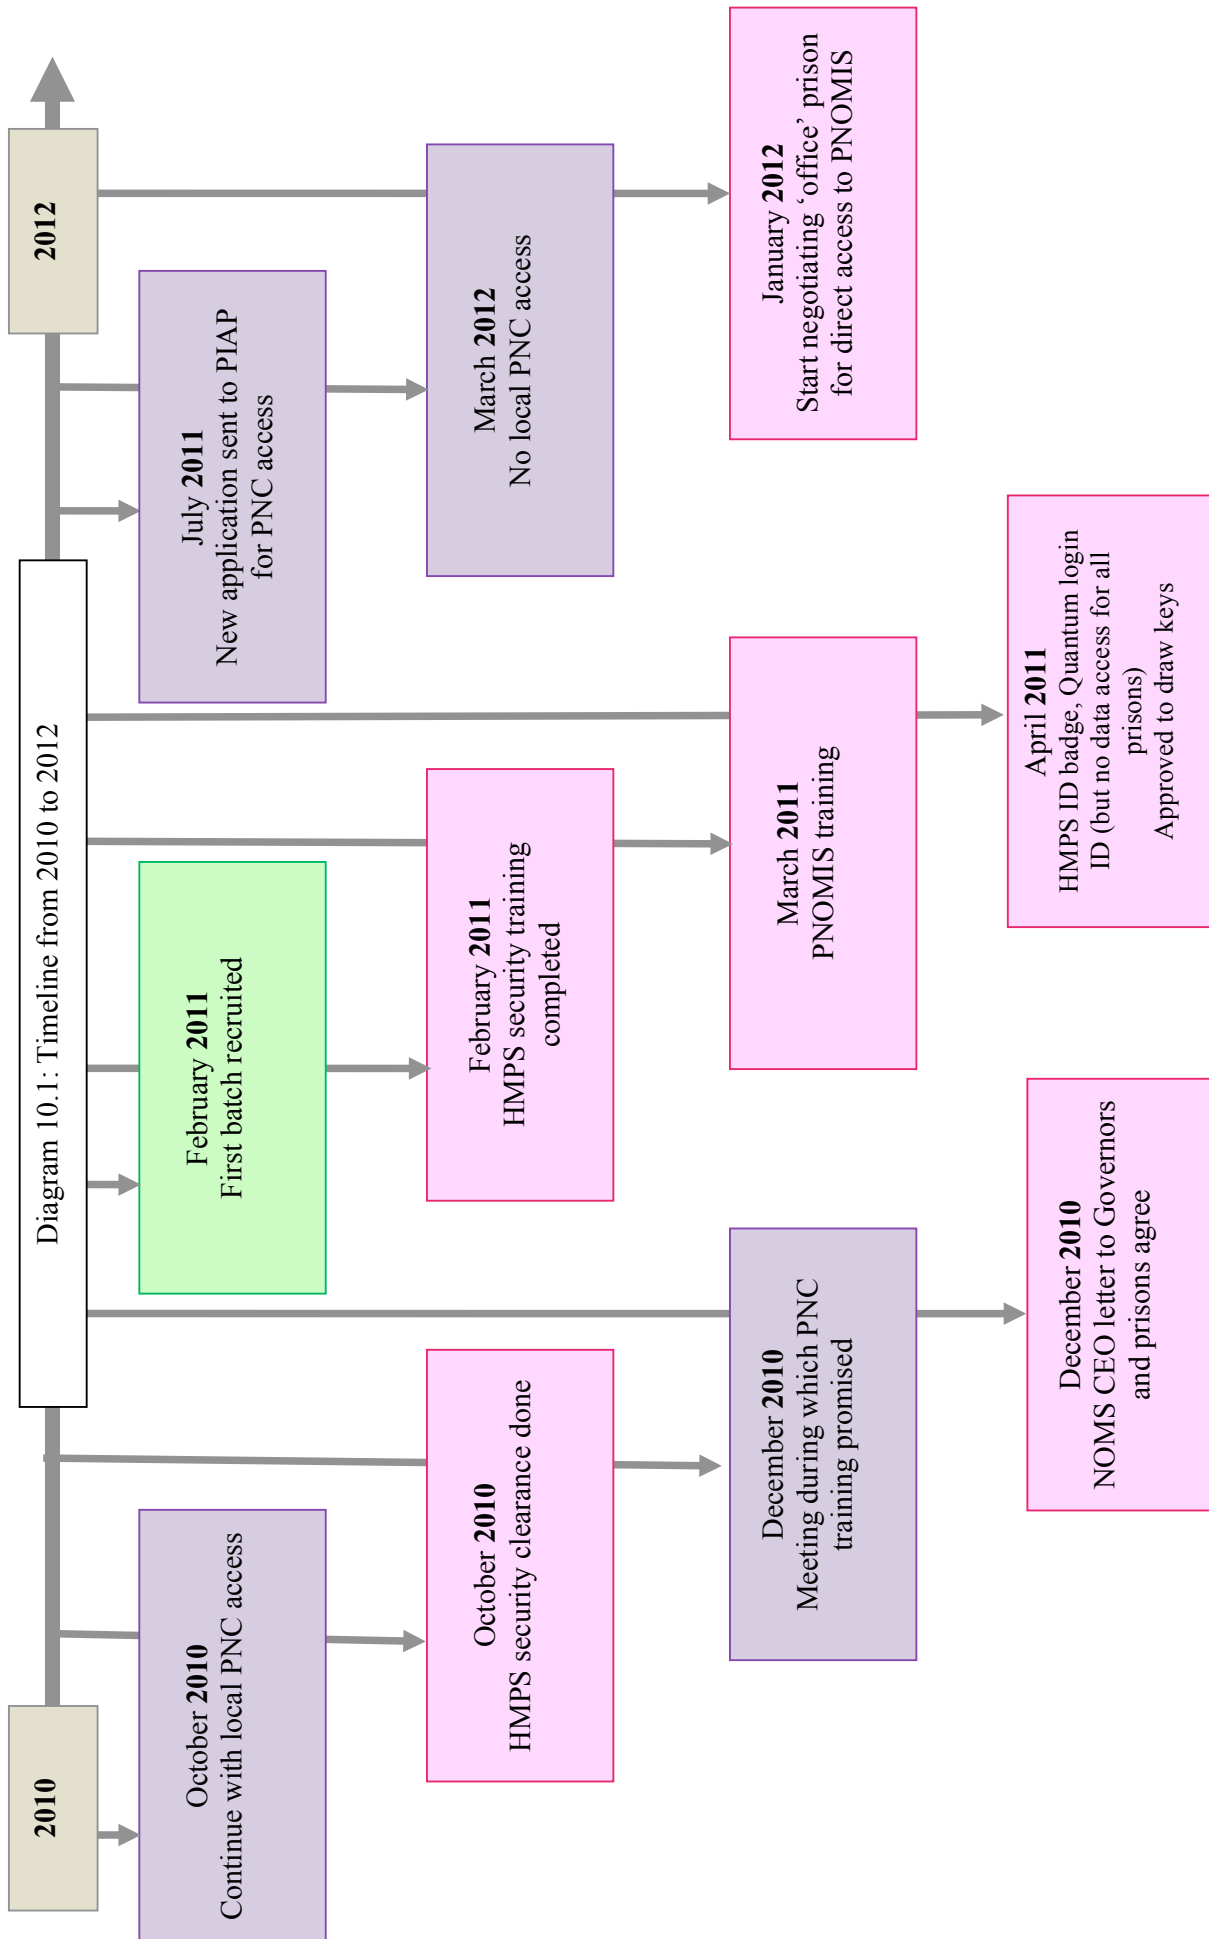 Diagram 10.1: Timeline from 2010 to 2012
2010
2012
October 2010
Continue with local PNC access
October 2010
HMPS security clearance done
December 2010
Meeting during which PNC
training promised
December 2010
NOMS CEO letter to Governors
and prisons agree
February 2011
First batch recruited
February 2011
HMPS security training
completed
March 2011
PNOMIS training
April 2011
HMPS ID badge, Quantum login
ID (but no data access for all
prisons)
Approved to draw keys
July 2011
New application sent to PIAP
for PNC access
March 2012
No local PNC access
January 2012
Start negotiating ‘office’ prison
for direct access to PNOMIS